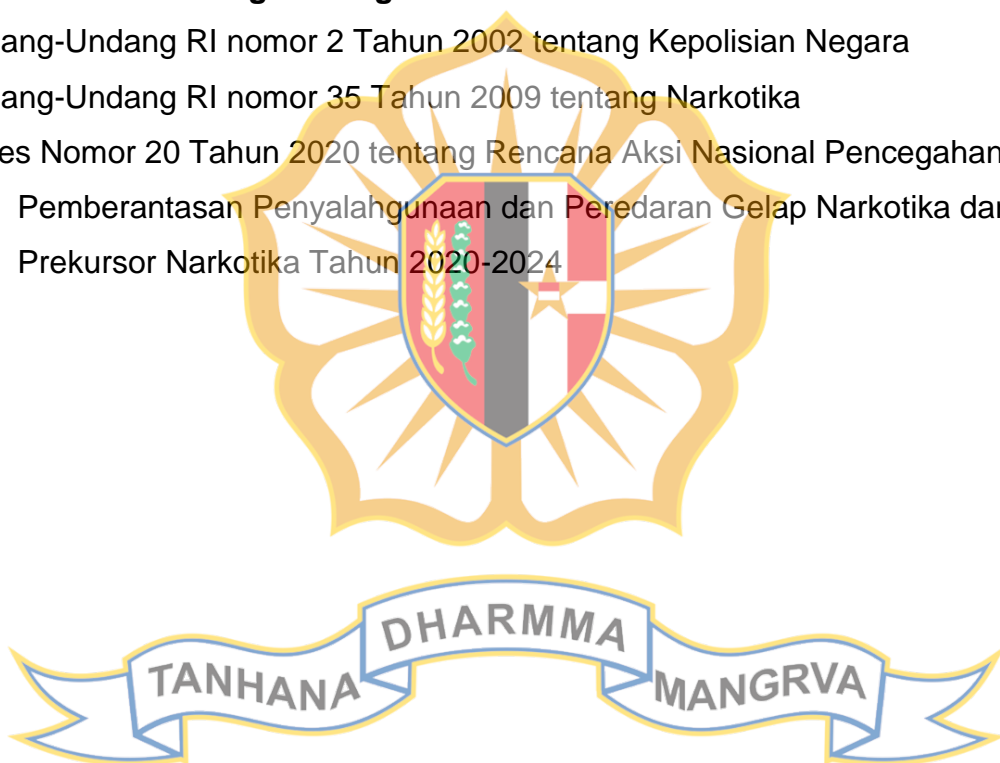 ang-Undang RI nomor 2 Tahun 2002 tentang Kepolisian Negara
ang-Undang RI nomor 35 Tahun 2009 tentang Narkotika
es Nomor 20 Tahun 2020 tentang Rencana Aksi Nasional Pencegahan
Pemberantasan Penyalahgunaan dan Peredaran Gelap Narkotika dan
Prekursor Narkotika Tahun 2020-2024
TANHANA DHARMMA MANGRVA